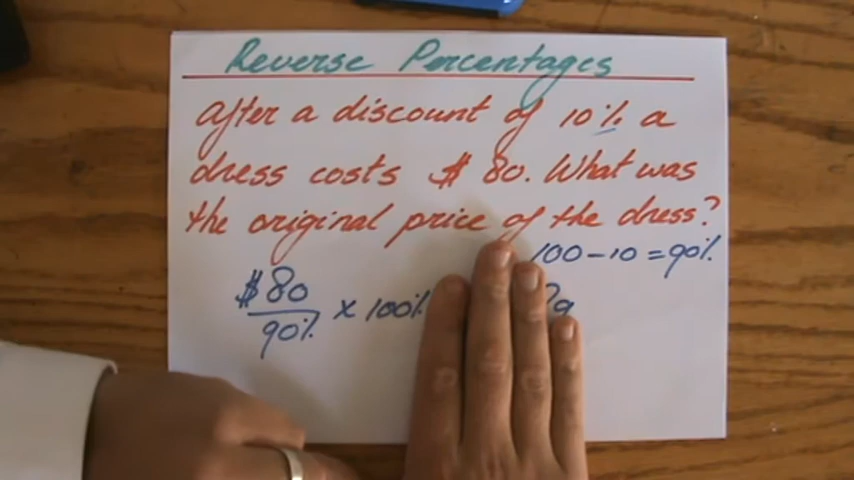 Reverse Percentages
After a discount of 10% a
dress costs $80. What was
the original price of the dress?
100-10=90%
$80
90%
x 100%